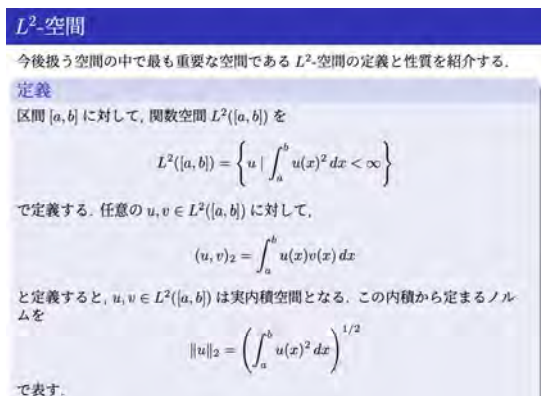 L²-空間
今後扱う空間の中で最も重要な空間である L²-空間の定義と性質を紹介する.
定義
区間 [a, b] に対して, 関数空間 L²([a, b]) を
L²([a, b]) = { u | ∫_a^b u(x)² dx < ∞ }
で定義する. 任意の u, v ∈ L²([a, b]) に対して,
(u, v)₂ = ∫_a^b u(x)v(x) dx
と定義すると, u, v ∈ L²([a, b]) は実内積空間となる. この内積から定まるノル
ムを
‖u‖₂ = ( ∫_a^b u(x)² dx )^{1/2}
で表す.